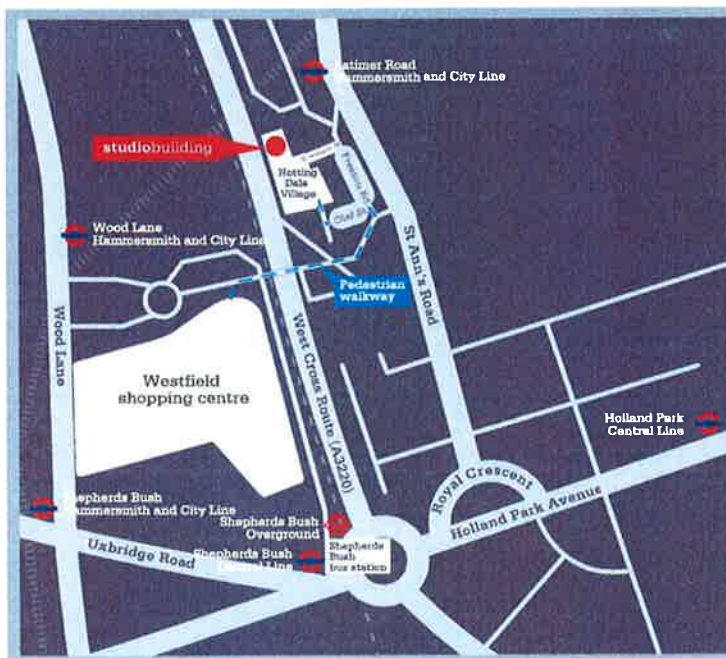 Latimer Road
Hammersmith and City Line
studiobuilding
Notting
Dale
Village
Freston Rd
Olaf St
Wood Lane
Hammersmith and City Line
St Ann's Road
Pedestrian
walkway
Wood Lane
West Cross Route (A3220)
Westfield
shopping centre
Holland Park
Central Line
Royal Crescent
Holland Park Avenue
Shepherds Bush
Hammersmith and City Line
Shepherds Bush
Overground
Uxbridge Road
Shepherds Bush
Central Line
Shepherds
Bush
bus station